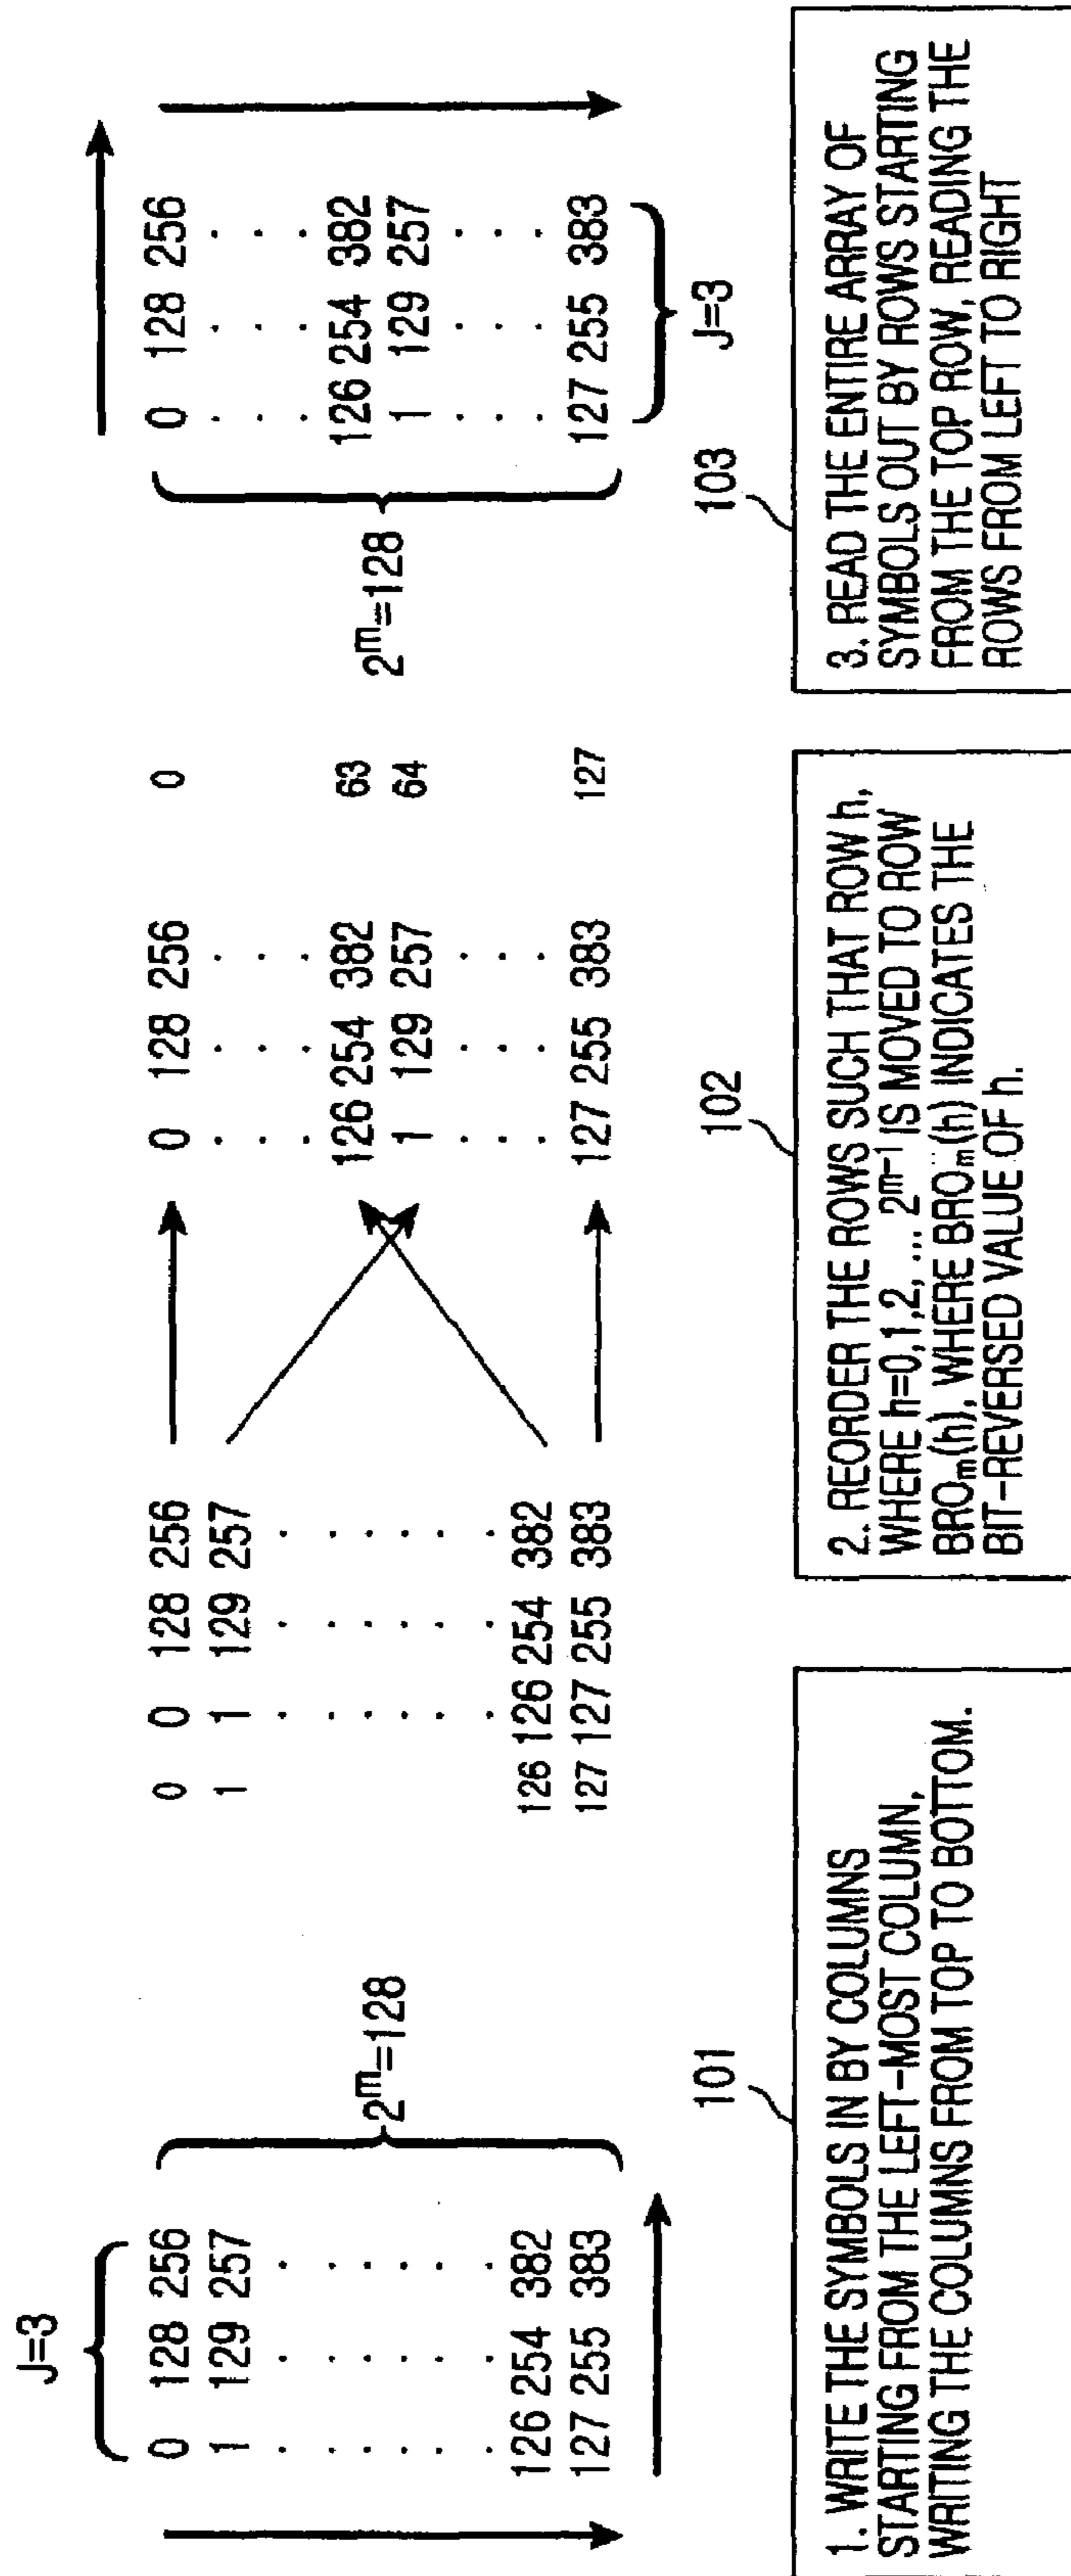 J=3
0 128 256
1 129 257
. . .
. . .
. . .
. . .
. . .
126 254 382
127 255 383
2^m=128
101
1. WRITE THE SYMBOLS IN BY COLUMNS
STARTING FROM THE LEFT-MOST COLUMN,
WRITING THE COLUMNS FROM TOP TO BOTTOM.
0 0 128 256
1 1 129 257
. . .
. . .
. . .
. . .
. . .
126 126 254 382
127 127 255 383
0 128 256 0
. . .
. . .
. . .
126 254 382 63
1 129 257 64
. . .
. . .
. . .
127 255 383 127
102
2. REORDER THE ROWS SUCH THAT ROW h,
WHERE h=0,1,2, ... 2^m-1 IS MOVED TO ROW
BROm(h), WHERE BROm(h) INDICATES THE
BIT-REVERSED VALUE OF h.
2^m=128
0 128 256
. . .
. . .
. . .
126 254 382
1 129 257
. . .
. . .
. . .
127 255 383
J=3
103
3. READ THE ENTIRE ARRAY OF
SYMBOLS OUT BY ROWS STARTING
FROM THE TOP ROW, READING THE
ROWS FROM LEFT TO RIGHT